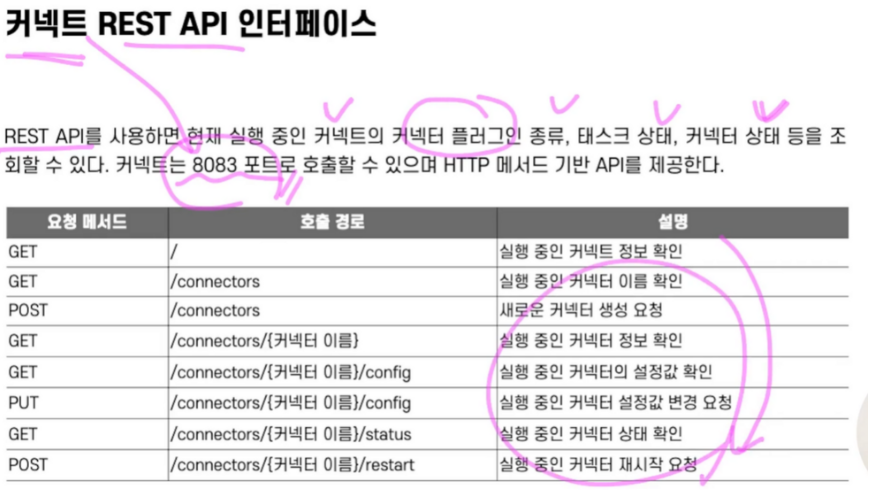 커넥트 REST API 인터페이스
REST API를 사용하면 현재 실행 중인 커넥트의 커넥터 플러그인 종류, 태스크 상태, 커넥터 상태 등을 조
회할 수 있다. 커넥트는 8083 포트로 호출할 수 있으며 HTTP 메서드 기반 API를 제공한다.
요청 메서드 호출 경로 설명
GET / 실행 중인 커넥트 정보 확인
GET /connectors 실행 중인 커넥터 이름 확인
POST /connectors 새로운 커넥터 생성 요청
GET /connectors/{커넥터 이름} 실행 중인 커넥터 정보 확인
GET /connectors/{커넥터 이름}/config 실행 중인 커넥터의 설정값 확인
PUT /connectors/{커넥터 이름}/config 실행 중인 커넥터 설정값 변경 요청
GET /connectors/{커넥터 이름}/status 실행 중인 커넥터 상태 확인
POST /connectors/{커넥터 이름}/restart 실행 중인 커넥터 재시작 요청